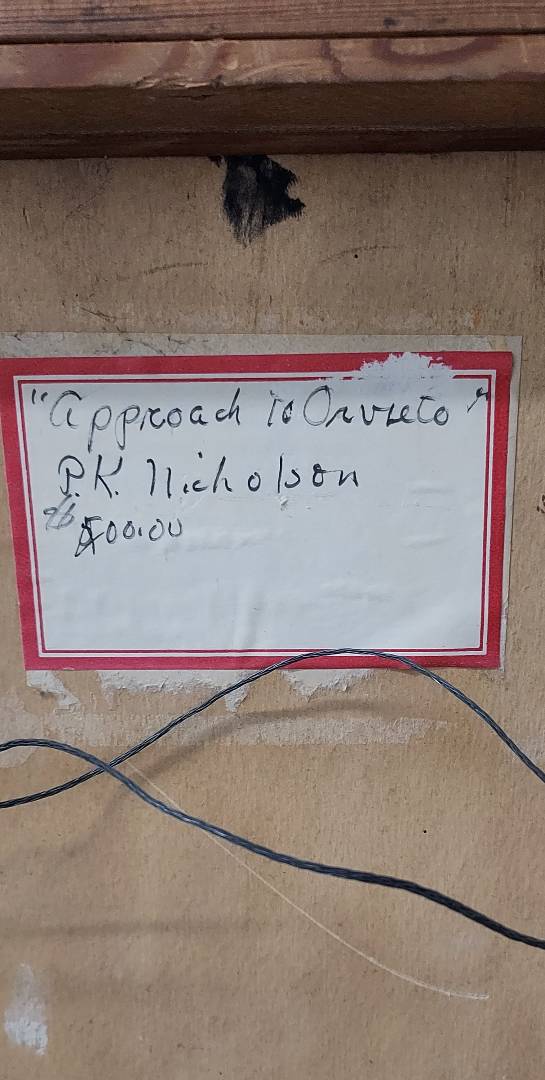 "Approach to Orvieto"
P.K. Nicholson
500.00